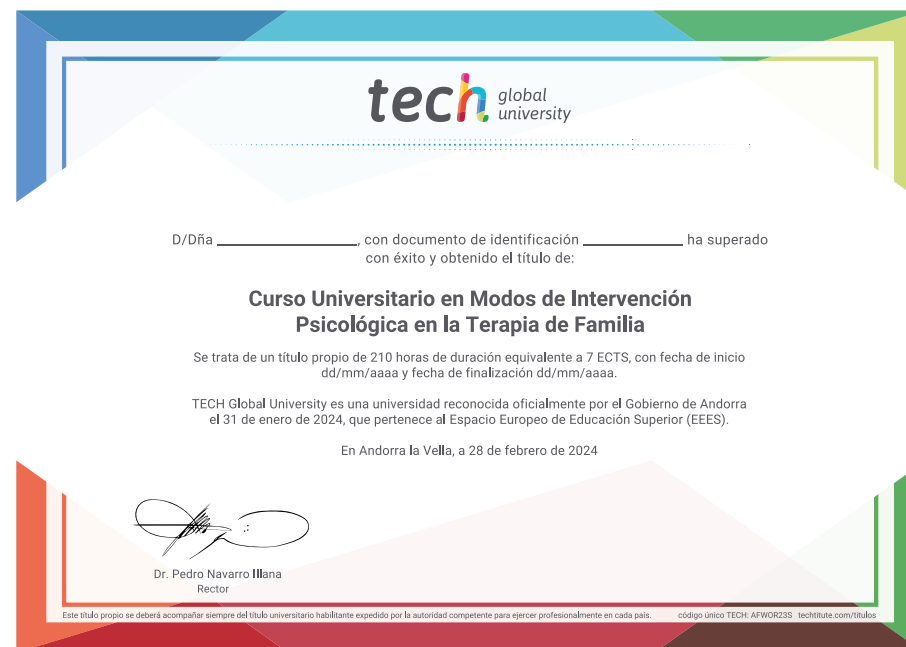 tech global
university
D/Dña ____________________, con documento de identificación ______________ ha superado
con éxito y obtenido el título de:
Curso Universitario en Modos de Intervención
Psicológica en la Terapia de Familia
Se trata de un título propio de 210 horas de duración equivalente a 7 ECTS, con fecha de inicio
dd/mm/aaaa y fecha de finalización dd/mm/aaaa.
TECH Global University es una universidad reconocida oficialmente por el Gobierno de Andorra
el 31 de enero de 2024, que pertenece al Espacio Europeo de Educación Superior (EEES).
En Andorra la Vella, a 28 de febrero de 2024
Dr. Pedro Navarro Illana
Rector
Este título propio se deberá acompañar siempre del título universitario habilitante expedido por la autoridad competente para ejercer profesionalmente en cada país. código único TECH: AFWOR23S techtitute.com/titulos